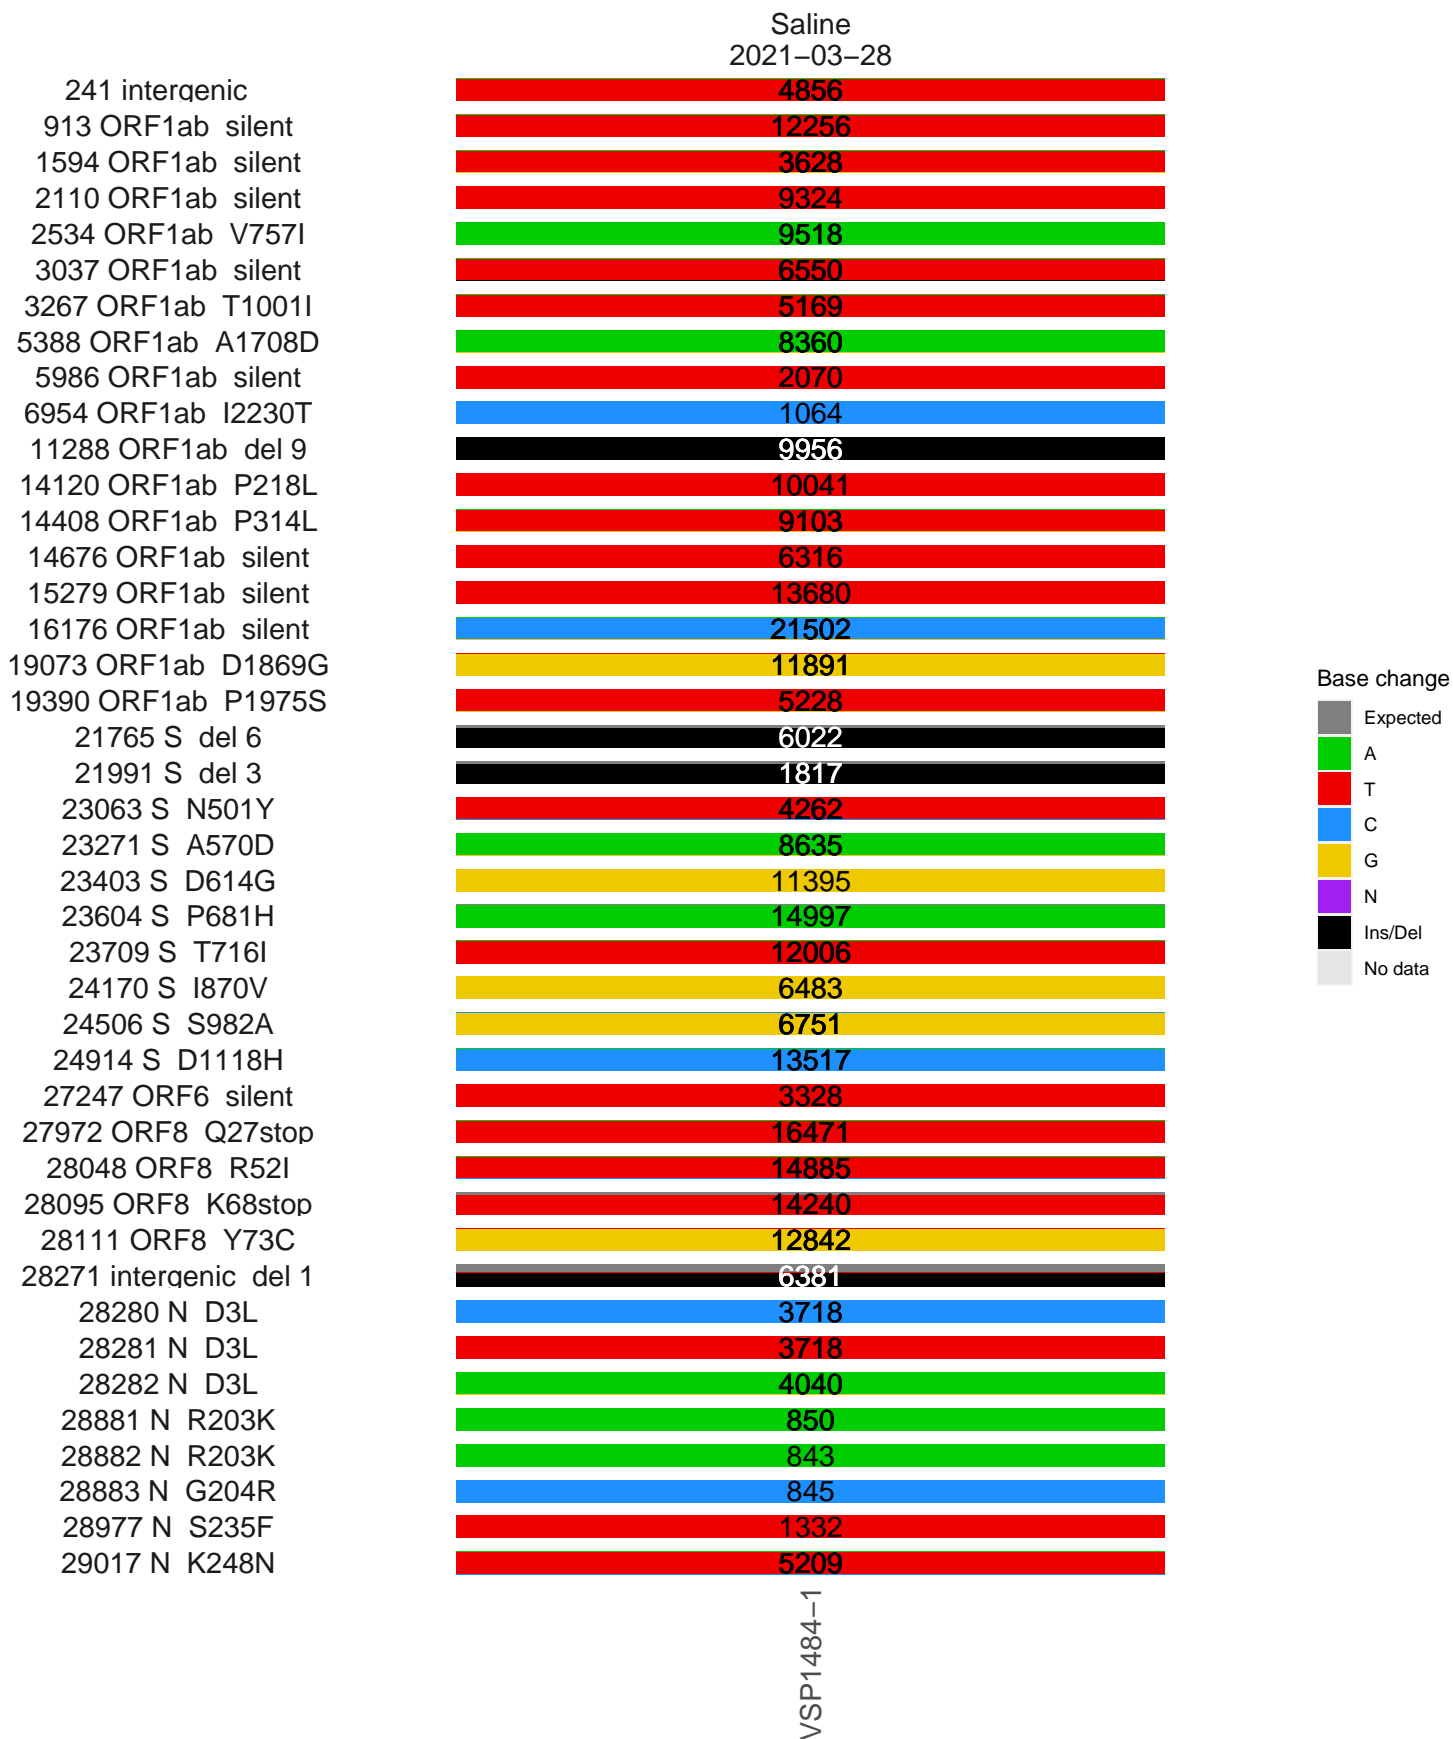 Saline
2021−03−28
241 intergenic 4856
913 ORF1ab silent 12256
1594 ORF1ab silent 3628
2110 ORF1ab silent 9324
2534 ORF1ab V757I 9518
3037 ORF1ab silent 6550
3267 ORF1ab T1001I 5169
5388 ORF1ab A1708D 8360
5986 ORF1ab silent 2070
6954 ORF1ab I2230T 1064
11288 ORF1ab del 9 9956
14120 ORF1ab P218L 10041
14408 ORF1ab P314L 9103
14676 ORF1ab silent 6316
15279 ORF1ab silent 13680
16176 ORF1ab silent 21502
19073 ORF1ab D1869G 11891
19390 ORF1ab P1975S 5228
21765 S del 6 6022
21991 S del 3 1817
23063 S N501Y 4262
23271 S A570D 8635
23403 S D614G 11395
23604 S P681H 14997
23709 S T716I 12006
24170 S I870V 6483
24506 S S982A 6751
24914 S D1118H 13517
27247 ORF6 silent 3328
27972 ORF8 Q27stop 16471
28048 ORF8 R52I 14885
28095 ORF8 K68stop 14240
28111 ORF8 Y73C 12842
28271 intergenic del 1 6381
28280 N D3L 3718
28281 N D3L 3718
28282 N D3L 4040
28881 N R203K 850
28882 N R203K 843
28883 N G204R 845
28977 N S235F 1332
29017 N K248N 5209
VSP1484−1
Base change
Expected
A
T
C
G
N
Ins/Del
No data